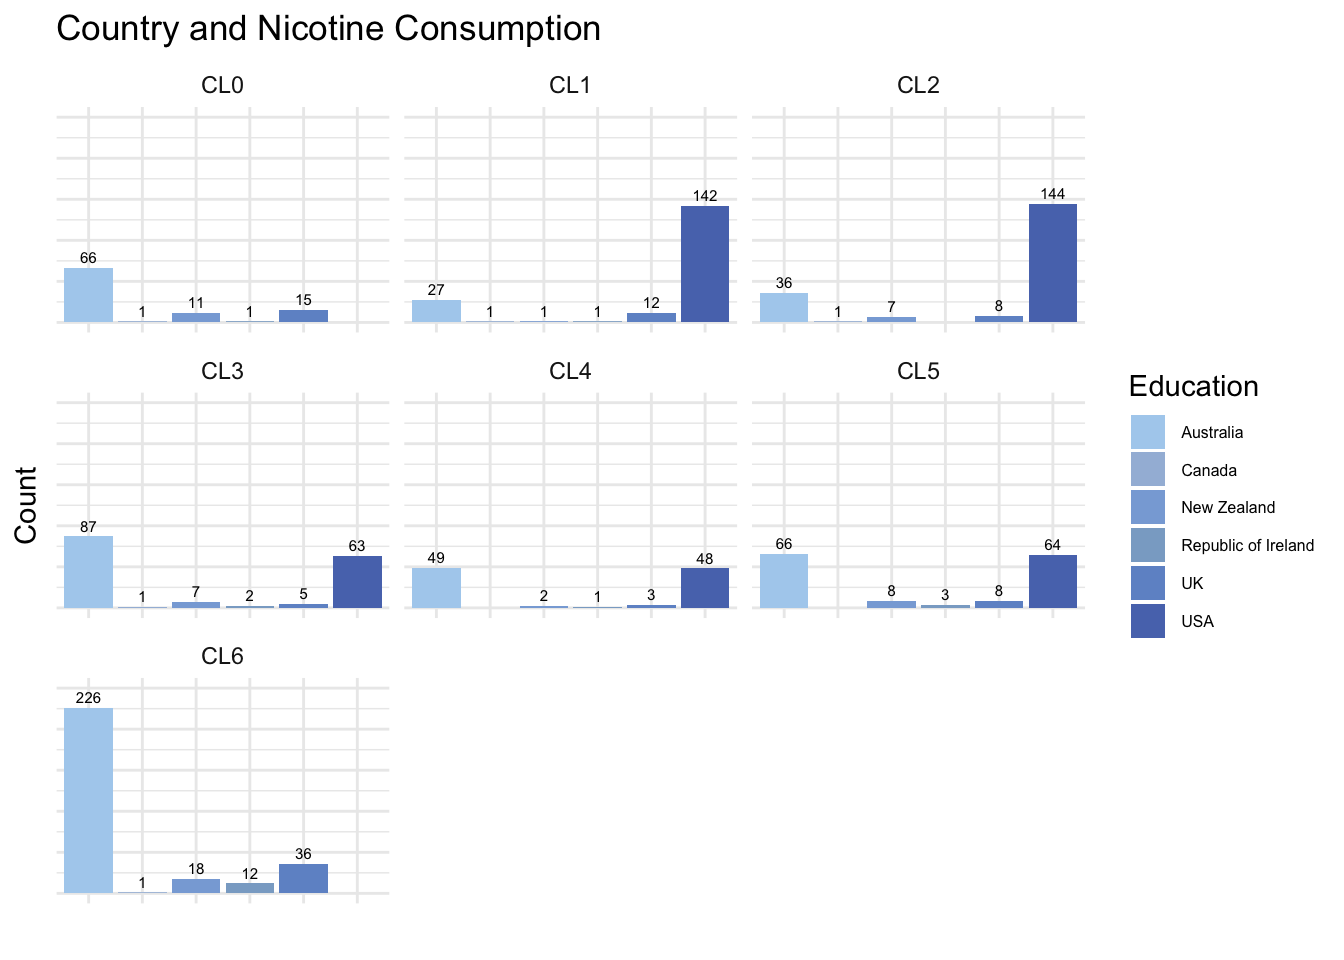 Country and Nicotine Consumption
CL0
CL1
CL2
66
1
11
1
15
27
1
1
1
12
142
36
1
7
8
144
CL3
CL4
CL5
87
1
7
2
5
63
49
2
1
3
48
66
8
3
8
64
CL6
226
1
18
12
36
Count
Education
Australia
Canada
New Zealand
Republic of Ireland
UK
USA